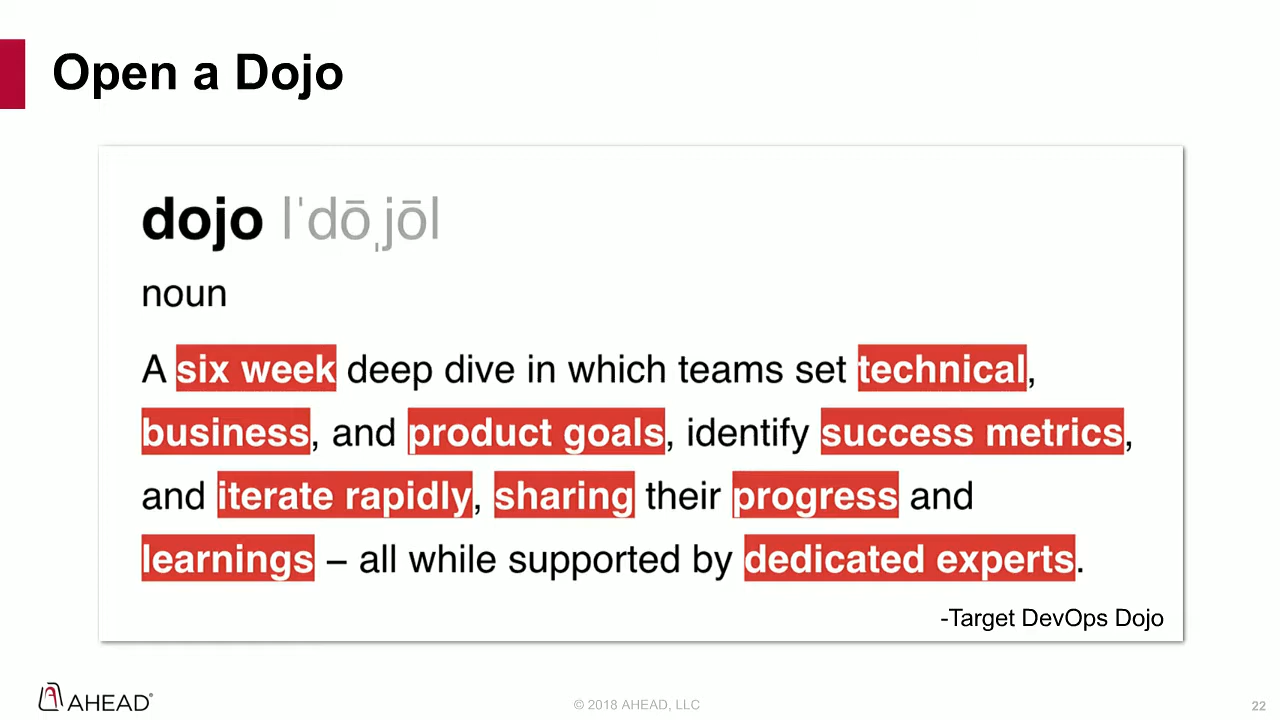 Open a Dojo
dojo lˈdōˌjōl
noun
A six week deep dive in which teams set technical,
business, and product goals, identify success metrics,
and iterate rapidly, sharing their progress and
learnings – all while supported by dedicated experts.
-Target DevOps Dojo
AHEAD®
© 2018 AHEAD, LLC
22